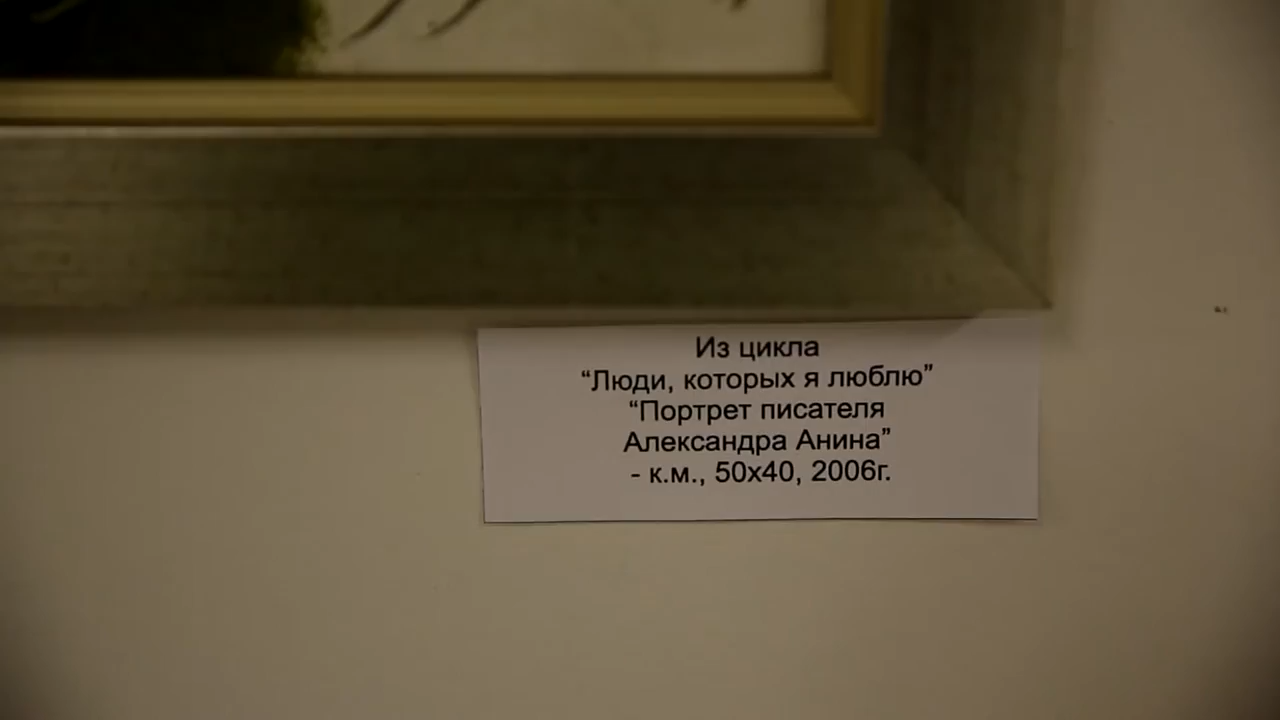 Из цикла
“Люди, которых я люблю”
“Портрет писателя
Александра Анина”
- к.м., 50x40, 2006г.